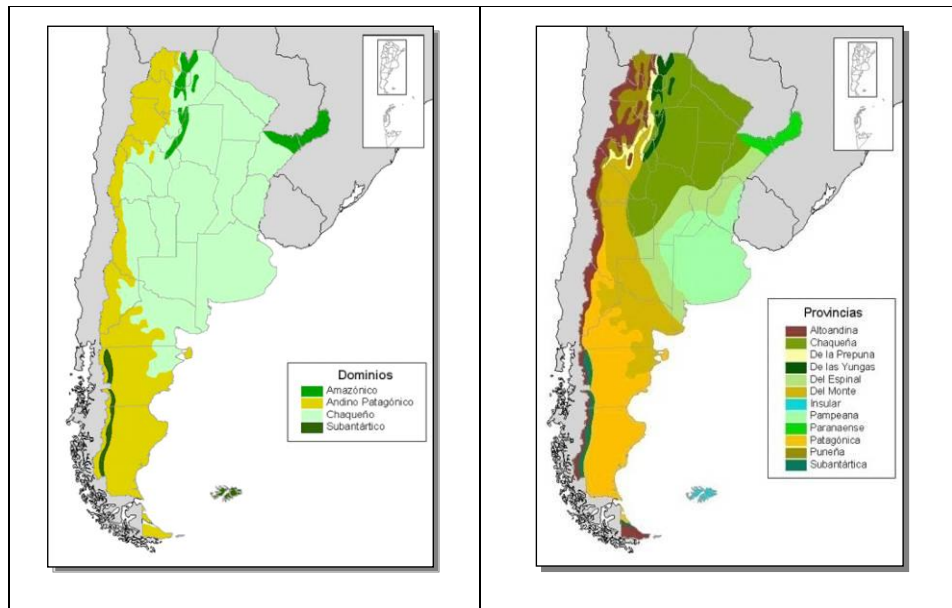 Dominios
Amazónico
Andino Patagónico
Chaqueño
Subantártico
Provincias
Altoandina
Chaqueña
De la Prepuna
De las Yungas
Del Espinal
Del Monte
Insular
Pampeana
Paranaense
Patagónica
Puneña
Subantártica